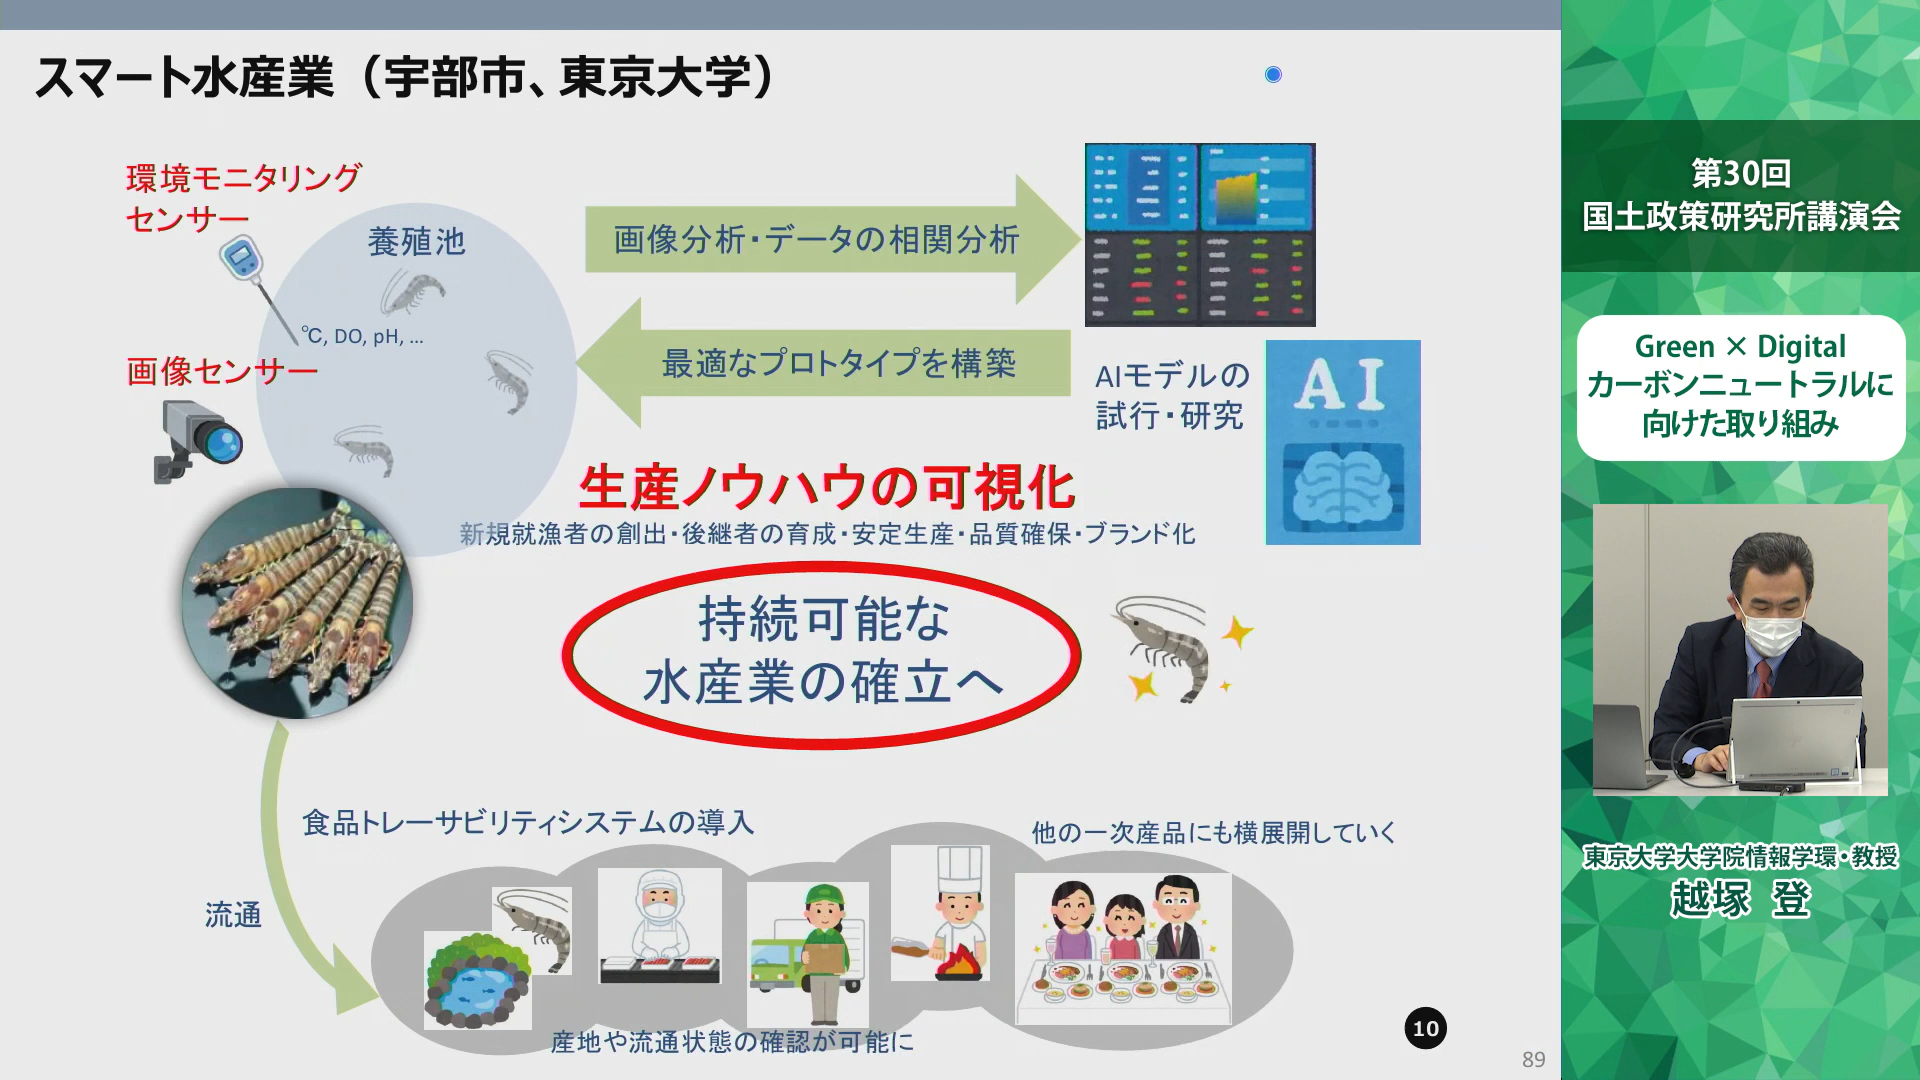 スマート水産業（宇部市、東京大学）
環境モニタリング
センサー
養殖池
℃, DO, pH, ...
画像センサー
画像分析・データの相関分析
最適なプロトタイプを構築
AIモデルの
試行・研究
AI
生産ノウハウの可視化
新規就漁者の創出・後継者の育成・安定生産・品質確保・ブランド化
持続可能な
水産業の確立へ
食品トレーサビリティシステムの導入
他の一次産品にも横展開していく
流通
産地や流通状態の確認が可能に
10
89
第30回
国土政策研究所講演会
Green × Digital
カーボンニュートラルに
向けた取り組み
東京大学大学院情報学環・教授
越塚 登